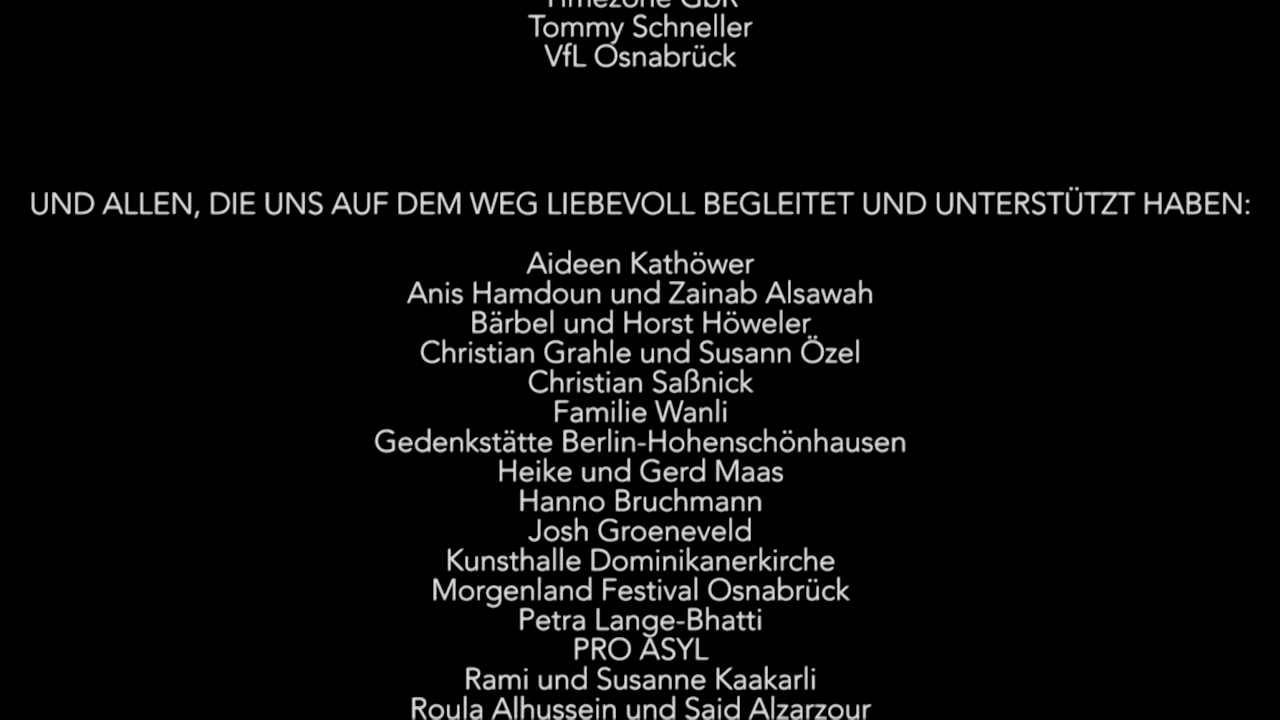 Timezone GbR
Tommy Schneller
VfL Osnabrück
UND ALLEN, DIE UNS AUF DEM WEG LIEBEVOLL BEGLEITET UND UNTERSTÜTZT HABEN:
Aideen Kathöwer
Anis Hamdoun und Zainab Alsawah
Bärbel und Horst Höweler
Christian Grahle und Susann Özel
Christian Saßnick
Familie Wanli
Gedenkstätte Berlin-Hohenschönhausen
Heike und Gerd Maas
Hanno Bruchmann
Josh Groeneveld
Kunsthalle Dominikanerkirche
Morgenland Festival Osnabrück
Petra Lange-Bhatti
PRO ASYL
Rami und Susanne Kaakarli
Roula Alhussein und Said Alzarzour